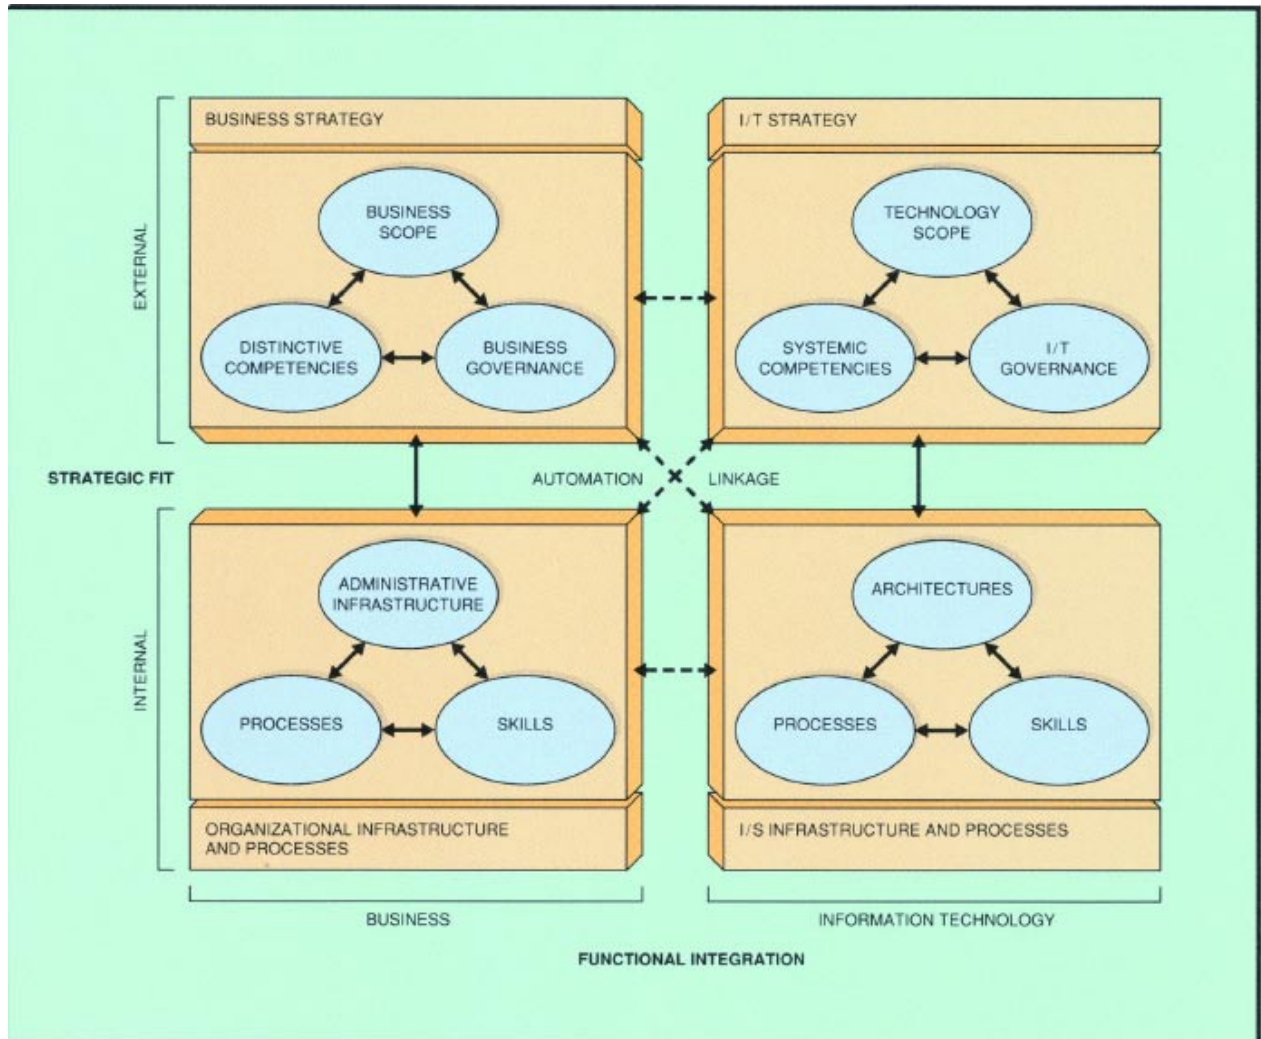 BUSINESS STRATEGY
I/T STRATEGY
BUSINESS
SCOPE
TECHNOLOGY
SCOPE
EXTERNAL
DISTINCTIVE
COMPETENCIES
BUSINESS
GOVERNANCE
SYSTEMIC
COMPETENCIES
I/T
GOVERNANCE
STRATEGIC FIT
AUTOMATION
LINKAGE
ADMINISTRATIVE
INFRASTRUCTURE
ARCHITECTURES
INTERNAL
PROCESSES
SKILLS
PROCESSES
SKILLS
ORGANIZATIONAL INFRASTRUCTURE
AND PROCESSES
I/S INFRASTRUCTURE AND PROCESSES
BUSINESS
INFORMATION TECHNOLOGY
FUNCTIONAL INTEGRATION